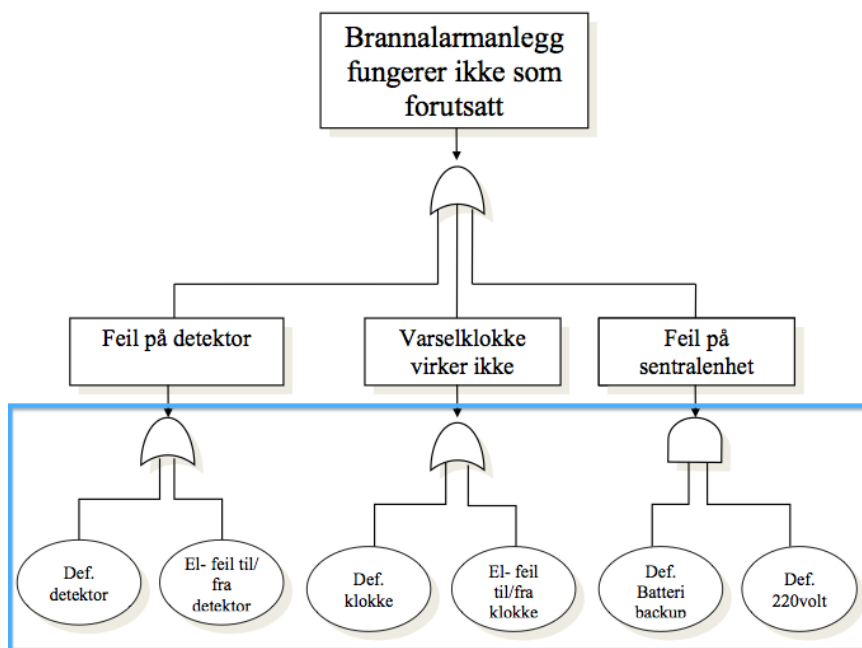 Brannalarmanlegg
fungerer ikke som
forutsatt
Feil på detektor
Varselklokke
virker ikke
Feil på
sentralenhet
Def.
detektor
El- feil til/
fra
detektor
Def.
klokke
El- feil
til/fra
klokke
Def.
Batteri
backup
Def.
220volt